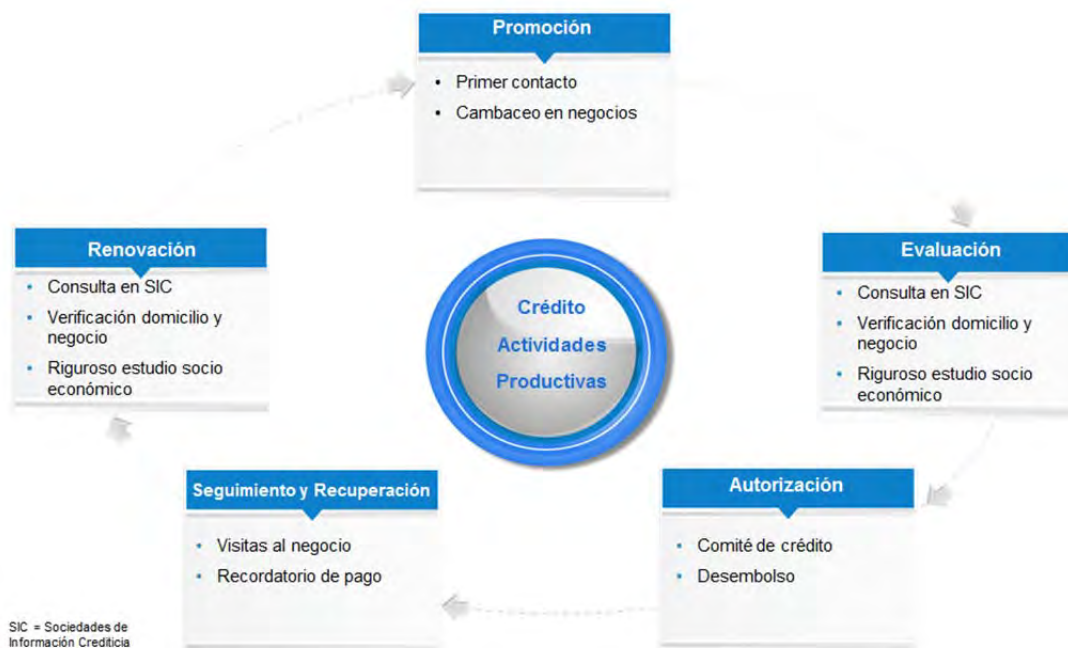 Promoción
• Primer contacto
• Cambaceo en negocios
Renovación
• Consulta en SIC
• Verificación domicilio y
negocio
• Riguroso estudio socio
económico
Crédito
Actividades
Productivas
Evaluación
• Consulta en SIC
• Verificación domicilio y
negocio
• Riguroso estudio socio
económico
Seguimiento y Recuperación
• Visitas al negocio
• Recordatorio de pago
Autorización
• Comité de crédito
• Desembolso
SIC = Sociedades de
Información Crediticia